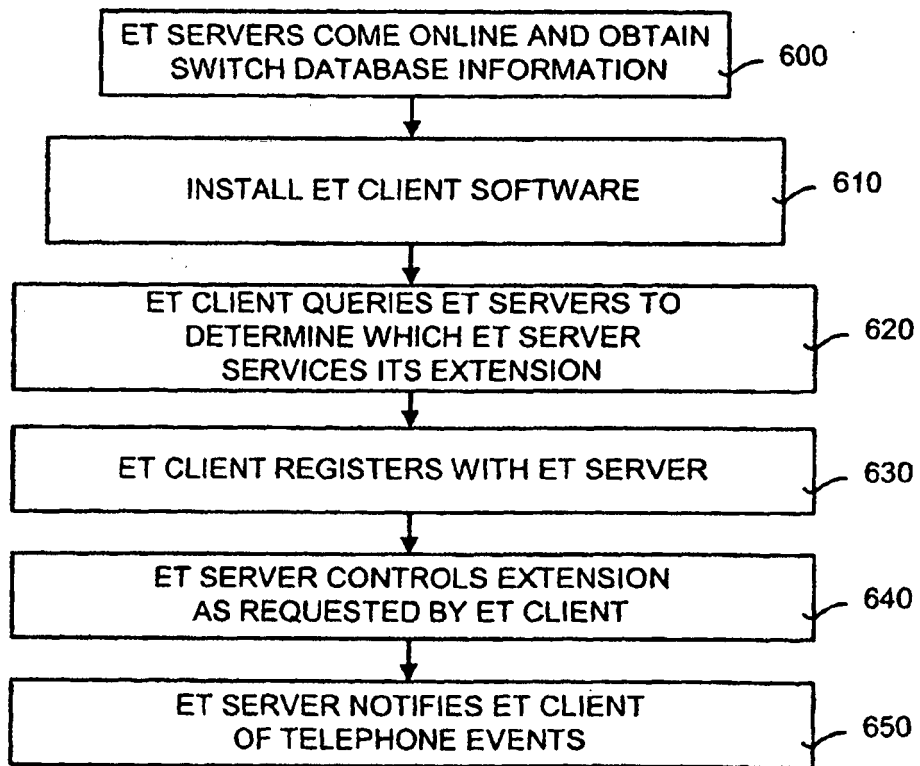 ET SERVERS COME ONLINE AND OBTAIN
SWITCH DATABASE INFORMATION
600
INSTALL ET CLIENT SOFTWARE
610
ET CLIENT QUERIES ET SERVERS TO
DETERMINE WHICH ET SERVER
SERVICES ITS EXTENSION
620
ET CLIENT REGISTERS WITH ET SERVER
630
ET SERVER CONTROLS EXTENSION
AS REQUESTED BY ET CLIENT
640
ET SERVER NOTIFIES ET CLIENT
OF TELEPHONE EVENTS
650